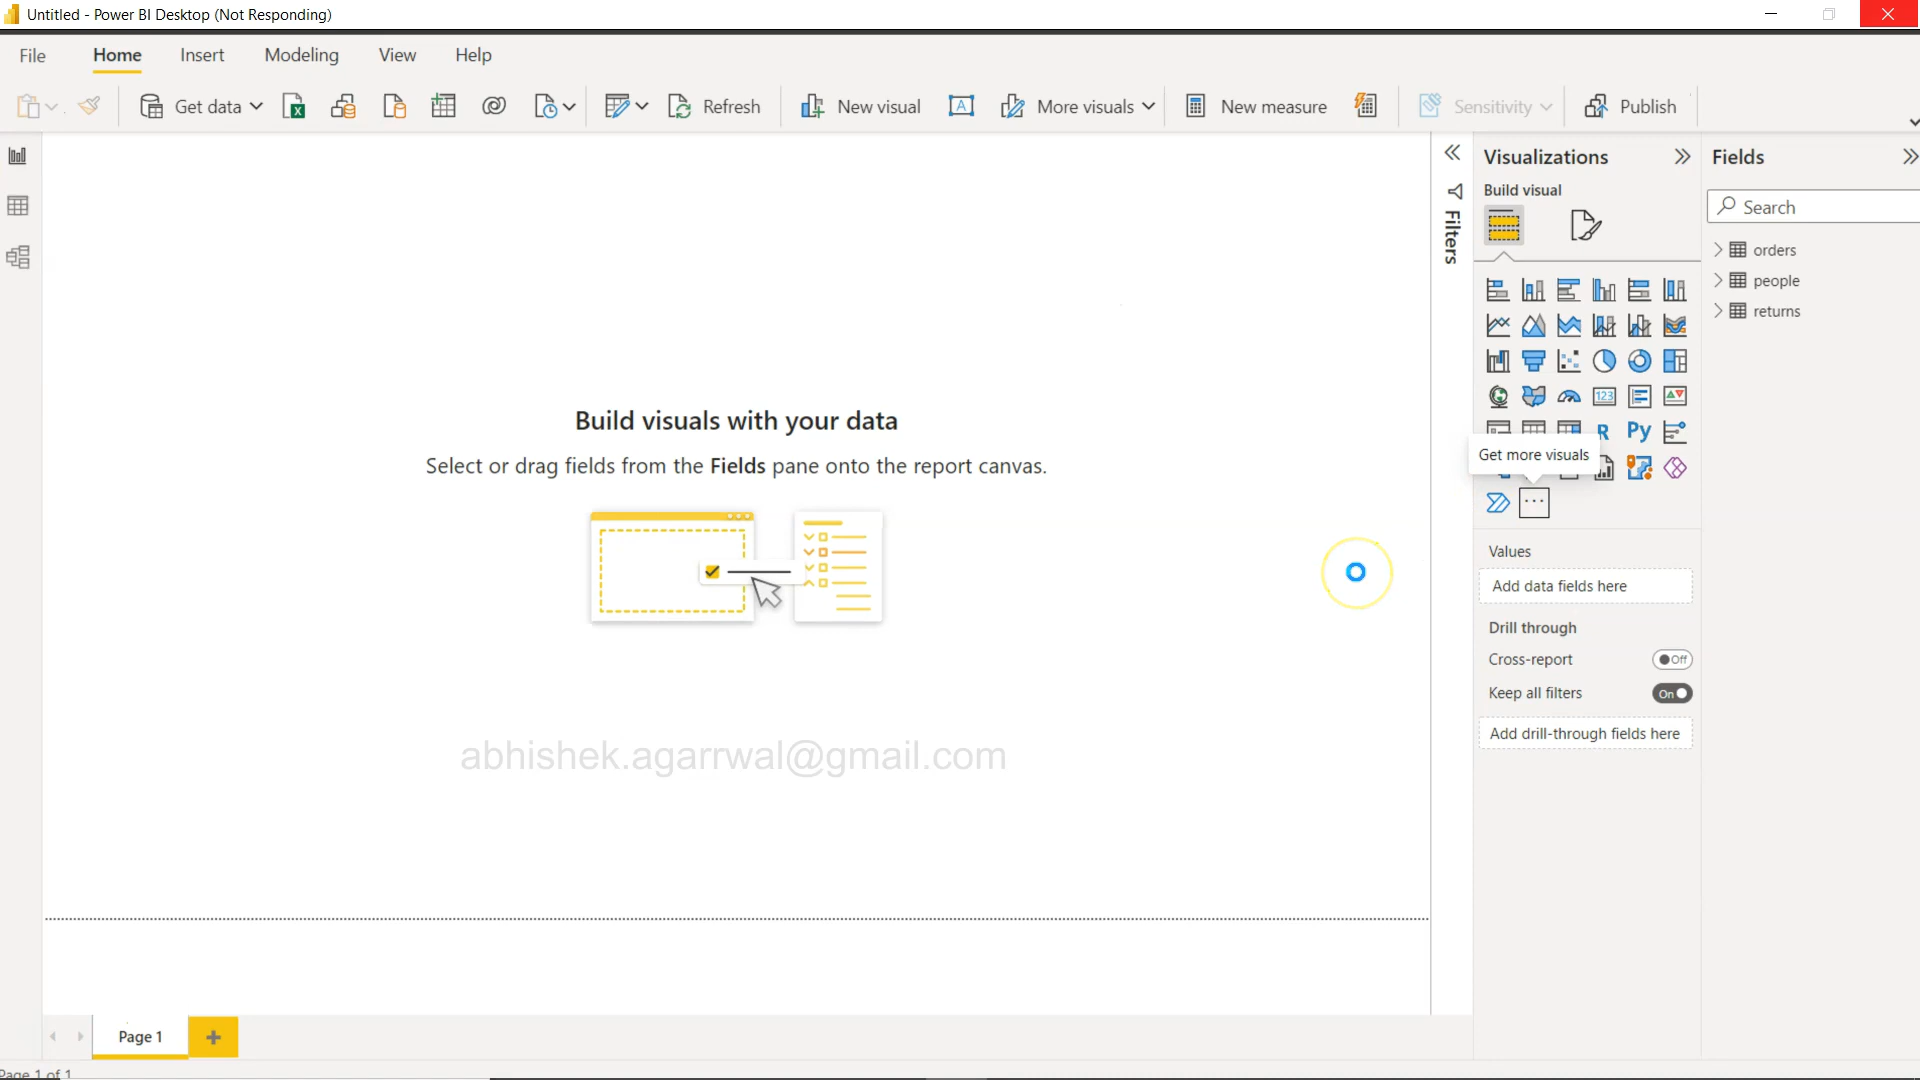 Untitled - Power BI Desktop (Not Responding)
File Home Insert Modeling View Help
Get data Refresh New visual A More visuals New measure Sensitivity Publish
Visualizations
Fields
Build visual
Search
Filters
orders
people
returns
123
R Py
Get more visuals
Build visuals with your data
Select or drag fields from the Fields pane onto the report canvas.
Values
Add data fields here
Drill through
Cross-report Off
Keep all filters On
Add drill-through fields here
abhishek.agarrwal@gmail.com
Page 1
Page 1 of 1